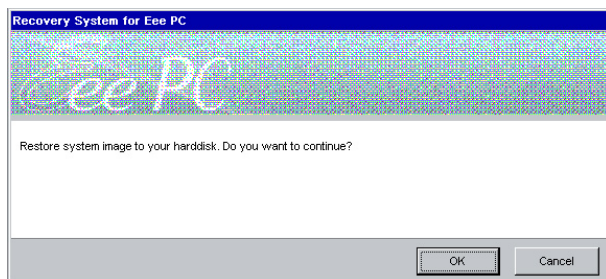 Recovery System for Eee PC
Eee PC
Restore system image to your harddisk. Do you want to continue?
OK
Cancel